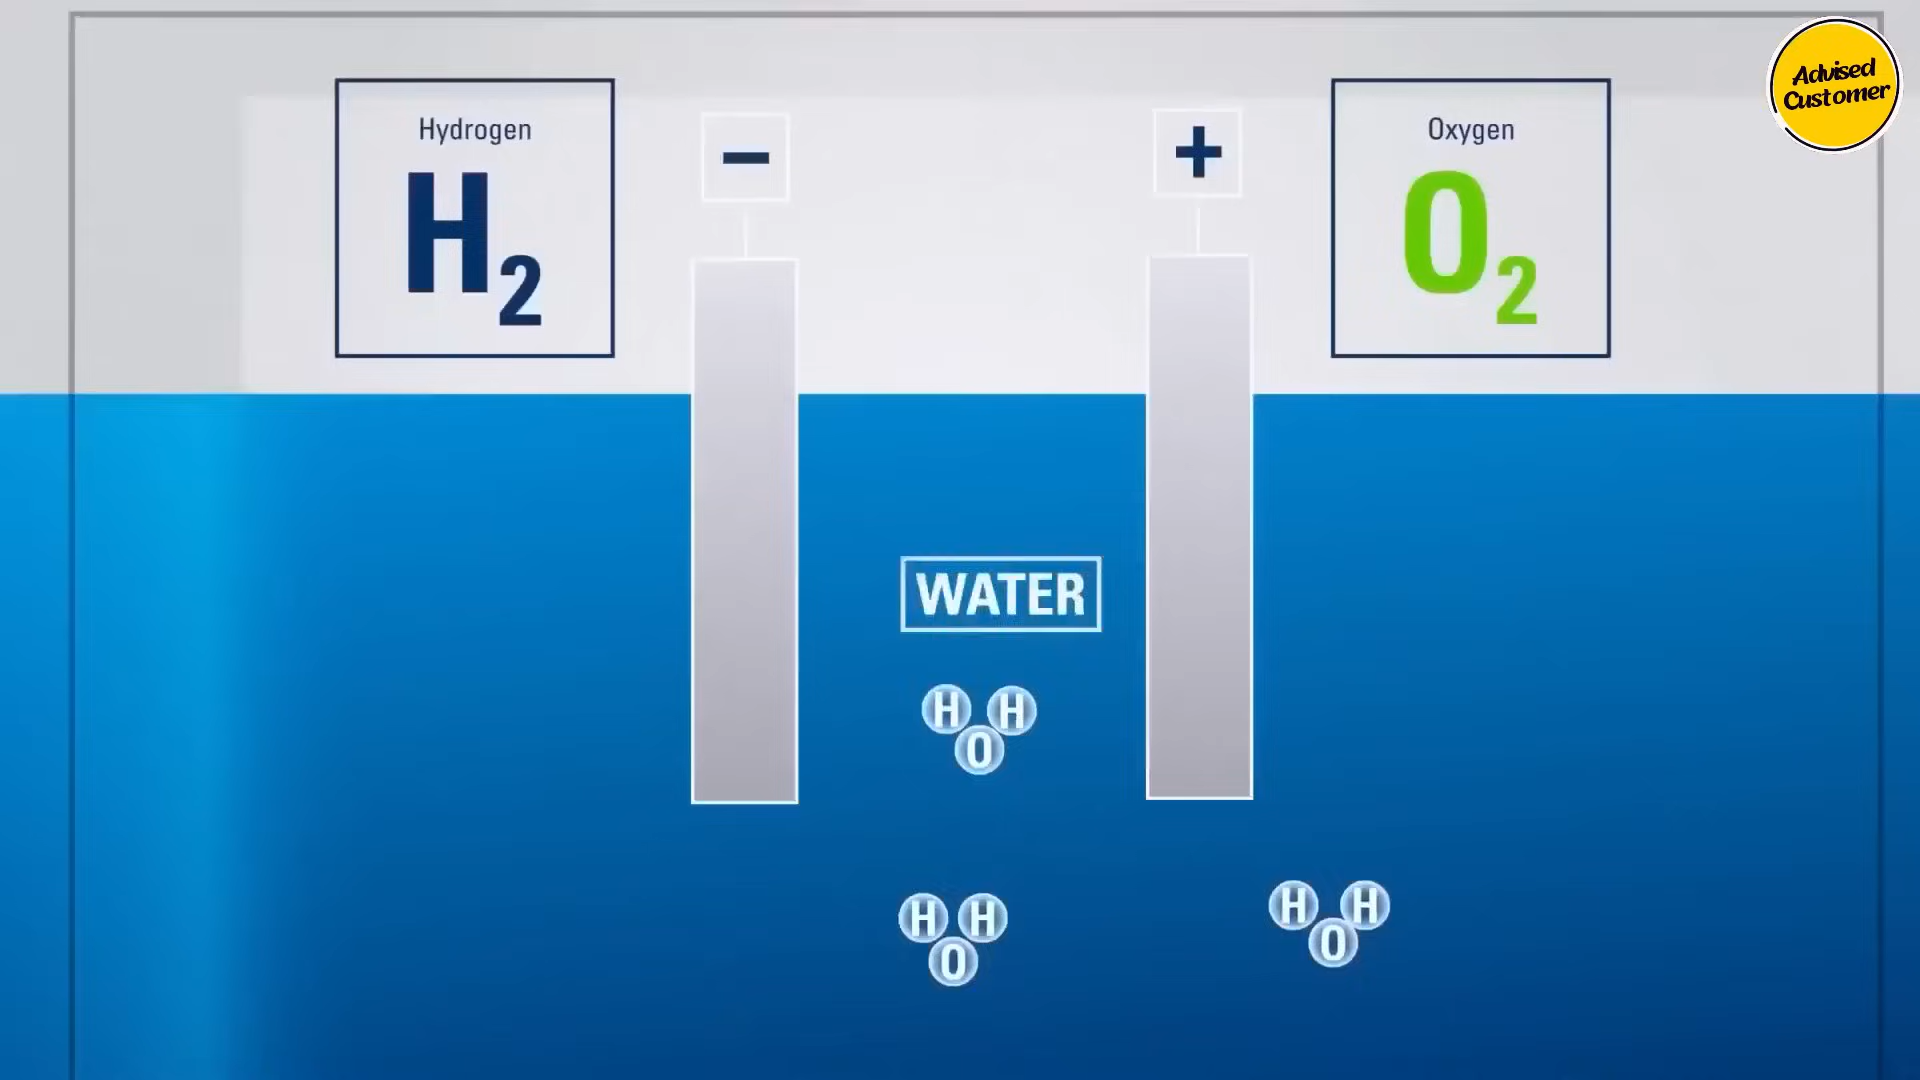 Advised
Customer
Hydrogen
H2
−
+
Oxygen
O2
WATER
H H
O
H H
O
H H
O